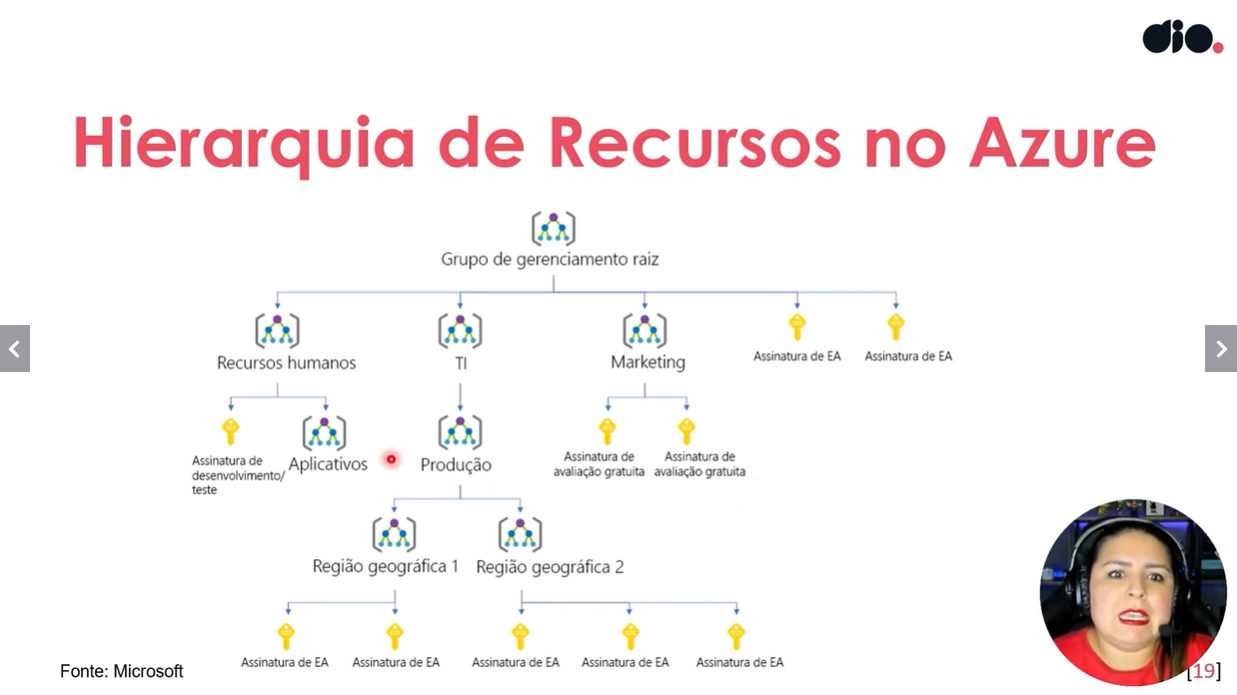 dio.
Hierarquia de Recursos no Azure
Grupo de gerenciamento raiz
Recursos humanos
TI
Marketing
Assinatura de EA
Assinatura de EA
Assinatura de
desenvolvimento/
teste
Aplicativos
Produção
Assinatura de
avaliação gratuita
Assinatura de
avaliação gratuita
Região geográfica 1
Região geográfica 2
Assinatura de EA
Assinatura de EA
Assinatura de EA
Assinatura de EA
Assinatura de EA
Fonte: Microsoft
[19]